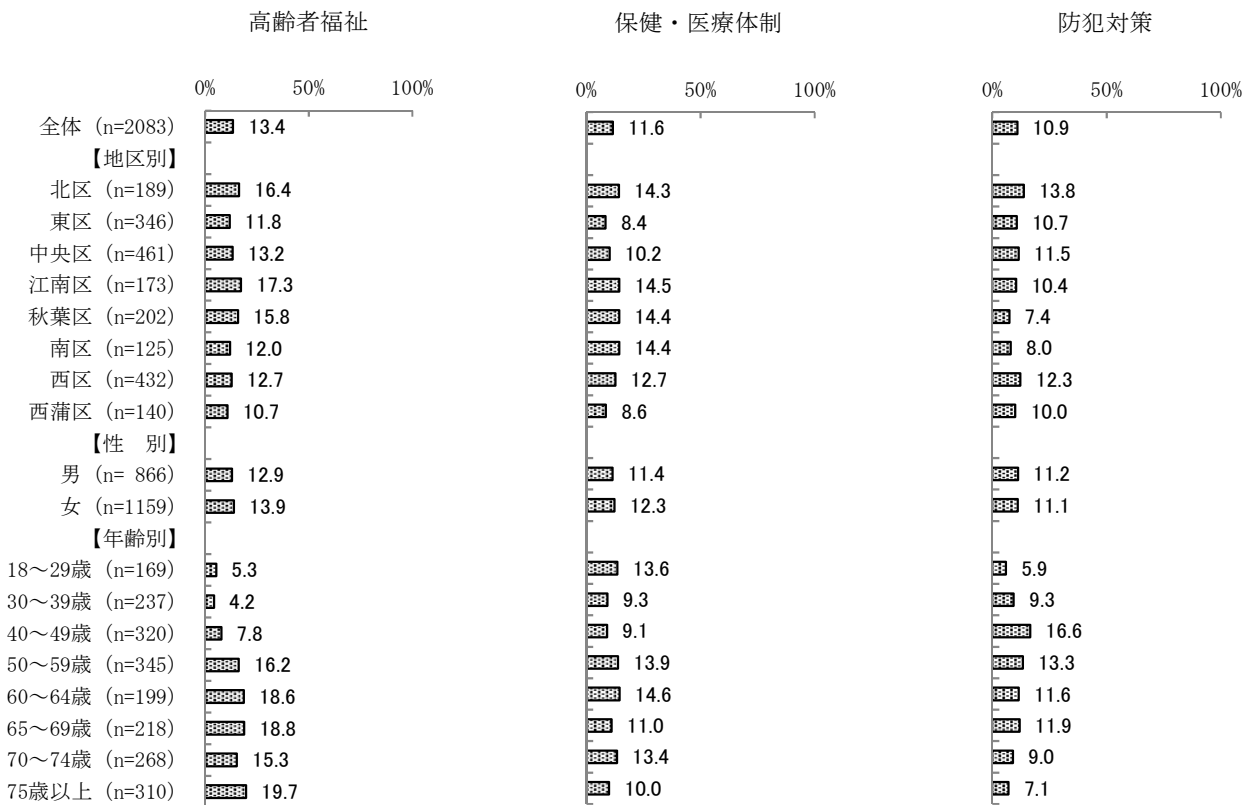 高齢者福祉 保健・医療体制 防犯対策
0% 50% 100% 0% 50% 100% 0% 50% 100%
全体 (n=2083) 13.4 11.6 10.9
【地区別】
北区 (n=189) 16.4 14.3 13.8
東区 (n=346) 11.8 8.4 10.7
中央区 (n=461) 13.2 10.2 11.5
江南区 (n=173) 17.3 14.5 10.4
秋葉区 (n=202) 15.8 14.4 7.4
南区 (n=125) 12.0 14.4 8.0
西区 (n=432) 12.7 12.7 12.3
西蒲区 (n=140) 10.7 8.6 10.0
【性　別】
男 (n= 866) 12.9 11.4 11.2
女 (n=1159) 13.9 12.3 11.1
【年齢別】
18～29歳 (n=169) 5.3 13.6 5.9
30～39歳 (n=237) 4.2 9.3 9.3
40～49歳 (n=320) 7.8 9.1 16.6
50～59歳 (n=345) 16.2 13.9 13.3
60～64歳 (n=199) 18.6 14.6 11.6
65～69歳 (n=218) 18.8 11.0 11.9
70～74歳 (n=268) 15.3 13.4 9.0
75歳以上 (n=310) 19.7 10.0 7.1